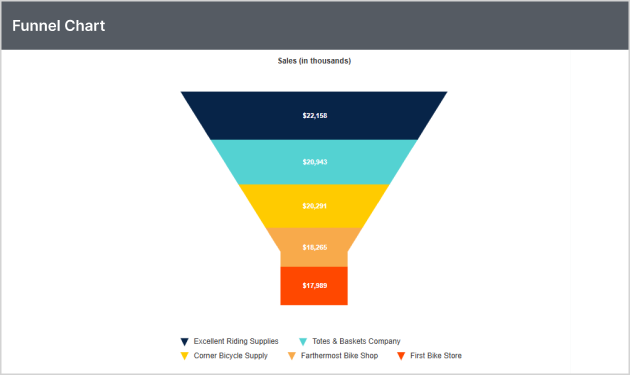 Funnel Chart
Sales (in thousands)
$22,158
$20,943
$20,291
$18,265
$17,989
Excellent Riding Supplies
Totes & Baskets Company
Corner Bicycle Supply
Farthermost Bike Shop
First Bike Store